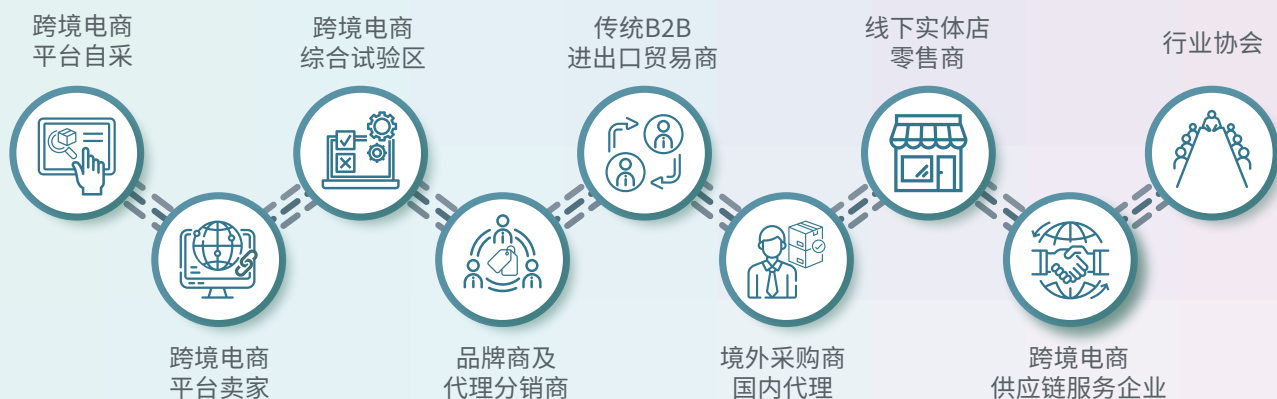 跨境电商
平台自采
跨境电商
综合试验区
传统B2B
进出口贸易商
线下实体店
零售商
行业协会
跨境电商
平台卖家
品牌商及
代理分销商
境外采购商
国内代理
跨境电商
供应链服务企业